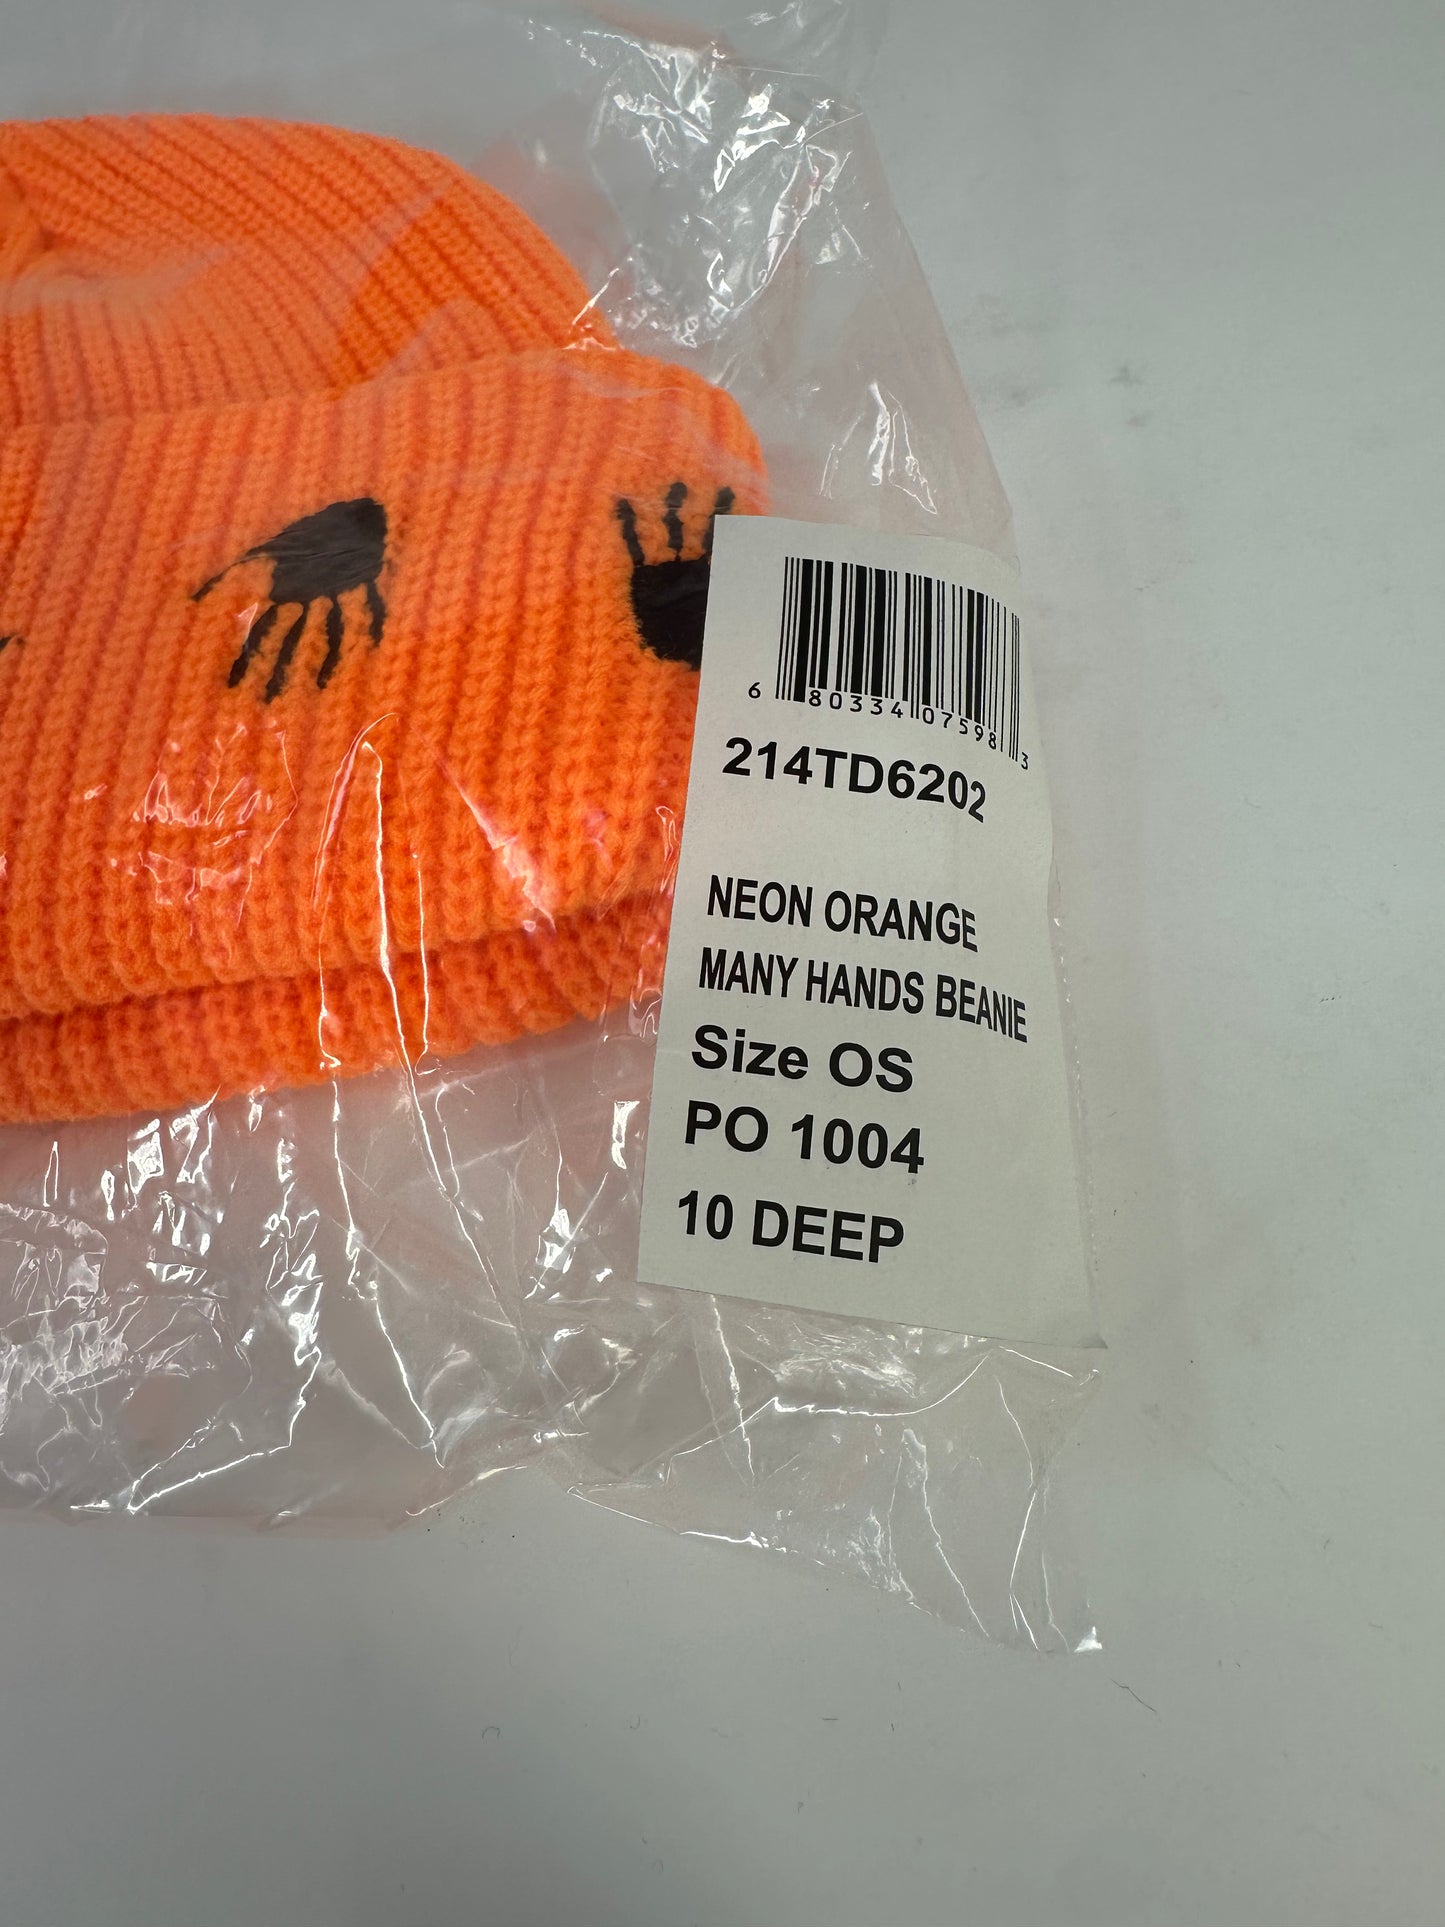 6 80334 07598 3
214TD6202
NEON ORANGE
MANY HANDS BEANIE
Size OS
PO 1004
10 DEEP